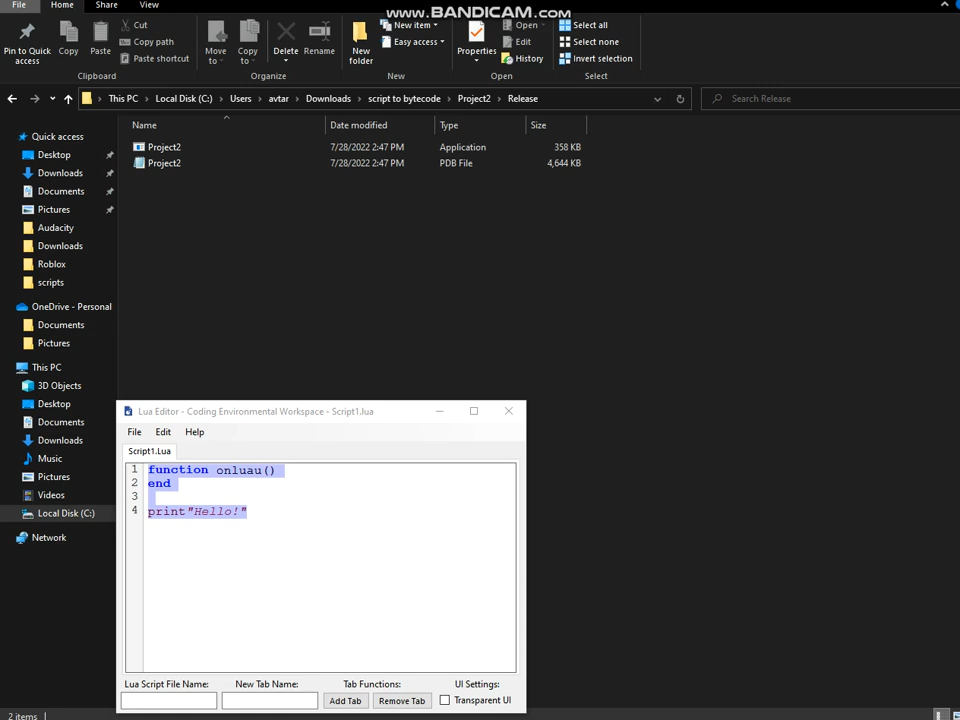 www.BANDICAM.com
File Home Share View
Pin to Quick access
Copy
Paste
Cut
Copy path
Paste shortcut
Move to
Copy to
Delete
Rename
New folder
New item
Easy access
Properties
Open
Edit
History
Select all
Select none
Invert selection
Clipboard Organize New Open Select
This PC Local Disk (C:) Users avtar Downloads script to bytecode Project2 Release
Search Release
Name Date modified Type Size
Project2 7/28/2022 2:47 PM Application 358 KB
Project2 7/28/2022 2:47 PM PDB File 4,644 KB
Quick access
Desktop
Downloads
Documents
Pictures
Audacity
Downloads
Roblox
scripts
OneDrive - Personal
Documents
Pictures
This PC
3D Objects
Desktop
Documents
Downloads
Music
Pictures
Videos
Local Disk (C:)
Network
Lua Editor - Coding Environmental Workspace - Script1.lua
File Edit Help
Script1.Lua
1 function onluau()
2 end
3
4 print"Hello!"
Lua Script File Name: New Tab Name: Tab Functions: UI Settings:
Add Tab Remove Tab Transparent UI
2 items